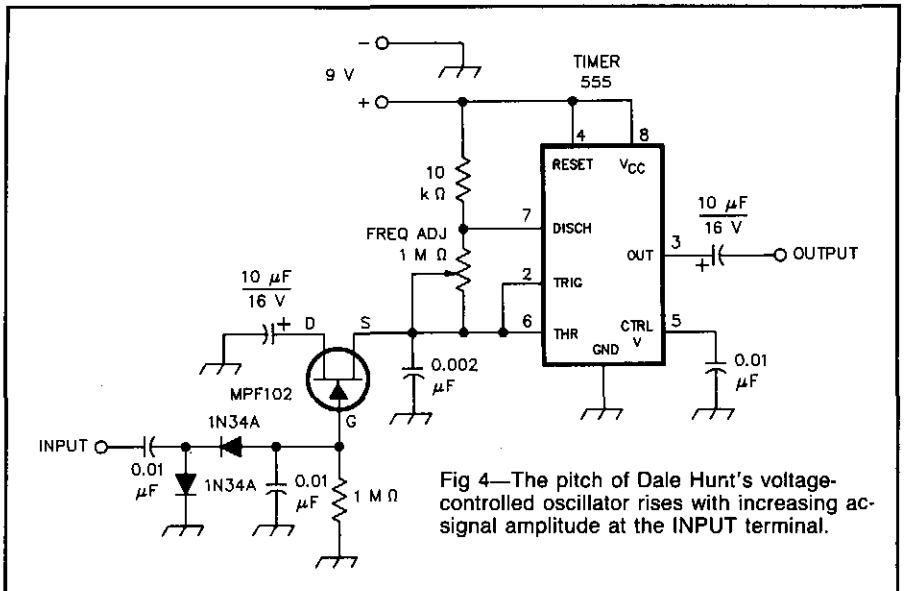 -
9 V
+
TIMER
555
4
8
RESET
VCC
10
k Ω
7
DISCH
10 μF
16 V
FREQ ADJ
1 M Ω
OUT
3
+
OUTPUT
2
TRIG
10 μF
16 V
+
D
S
6
THR
CTRL
V
5
GND
0.002
μF
0.01
μF
MPF102
G
1N34A
INPUT
0.01
μF
1N34A
0.01
μF
1 M Ω
Fig 4—The pitch of Dale Hunt's voltage-
controlled oscillator rises with increasing ac-
signal amplitude at the INPUT terminal.